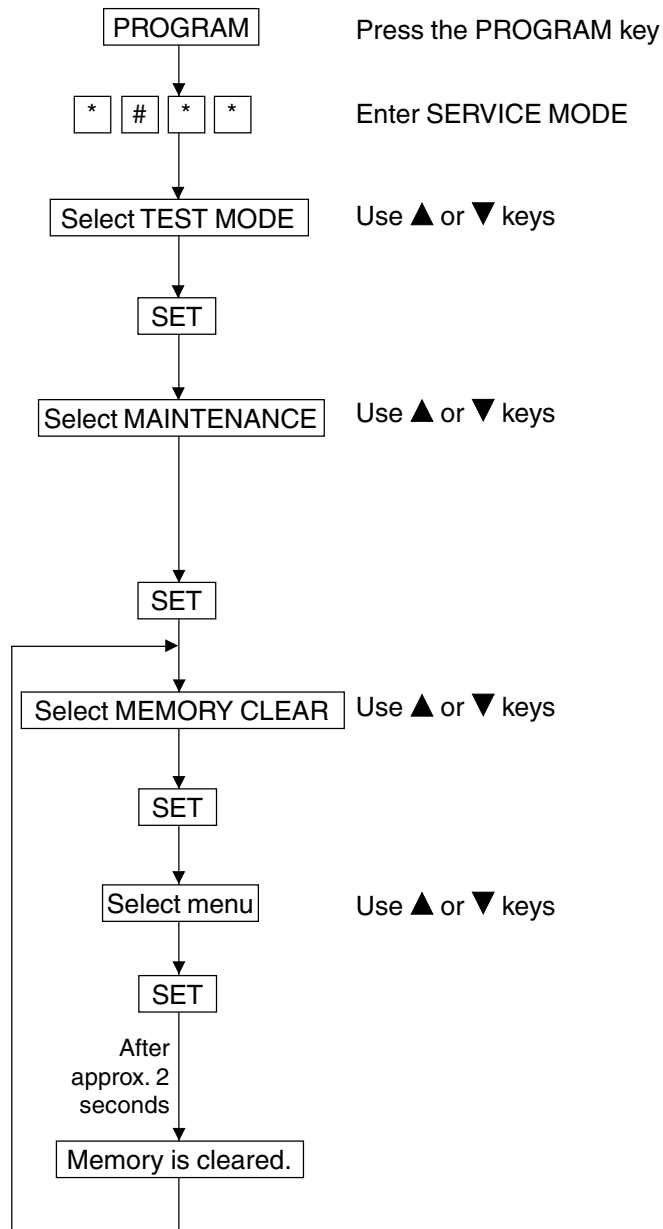 PROGRAM Press the PROGRAM key
* # * * Enter SERVICE MODE
Select TEST MODE Use ▲ or ▼ keys
SET
Select MAINTENANCE Use ▲ or ▼ keys
SET
Select MEMORY CLEAR Use ▲ or ▼ keys
SET
Select menu Use ▲ or ▼ keys
SET
After
approx. 2
seconds
Memory is cleared.